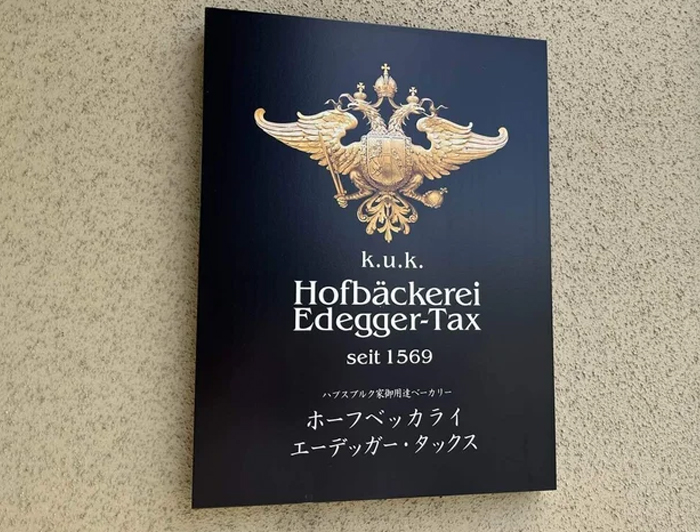 k.u.k.
Hofbäckerei
Edegger-Tax
seit 1569
ハプスブルク家御用達ベーカリー
ホーフベッカライ
エーデッガー・タックス